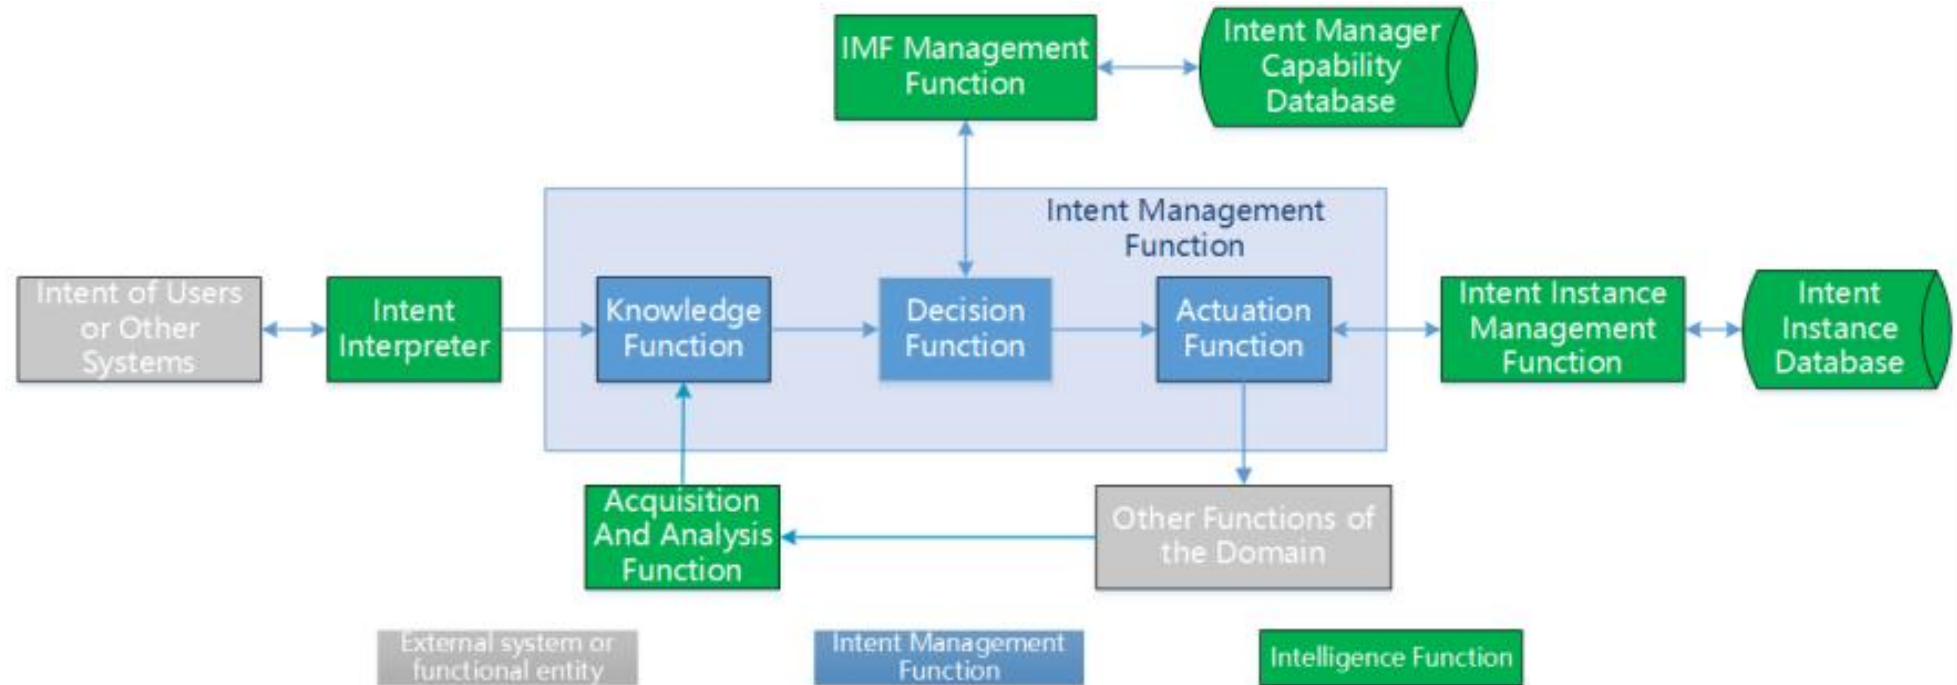 IMF Management
Function
Intent Manager
Capability
Database
Intent Management
Function
Intent of Users
or Other
Systems
Intent
Interpreter
Knowledge
Function
Decision
Function
Actuation
Function
Intent Instance
Management
Function
Intent
Instance
Database
Acquisition
And Analysis
Function
Other Functions of
the Domain
External system or
functional entity
Intent Management
Function
Intelligence Function